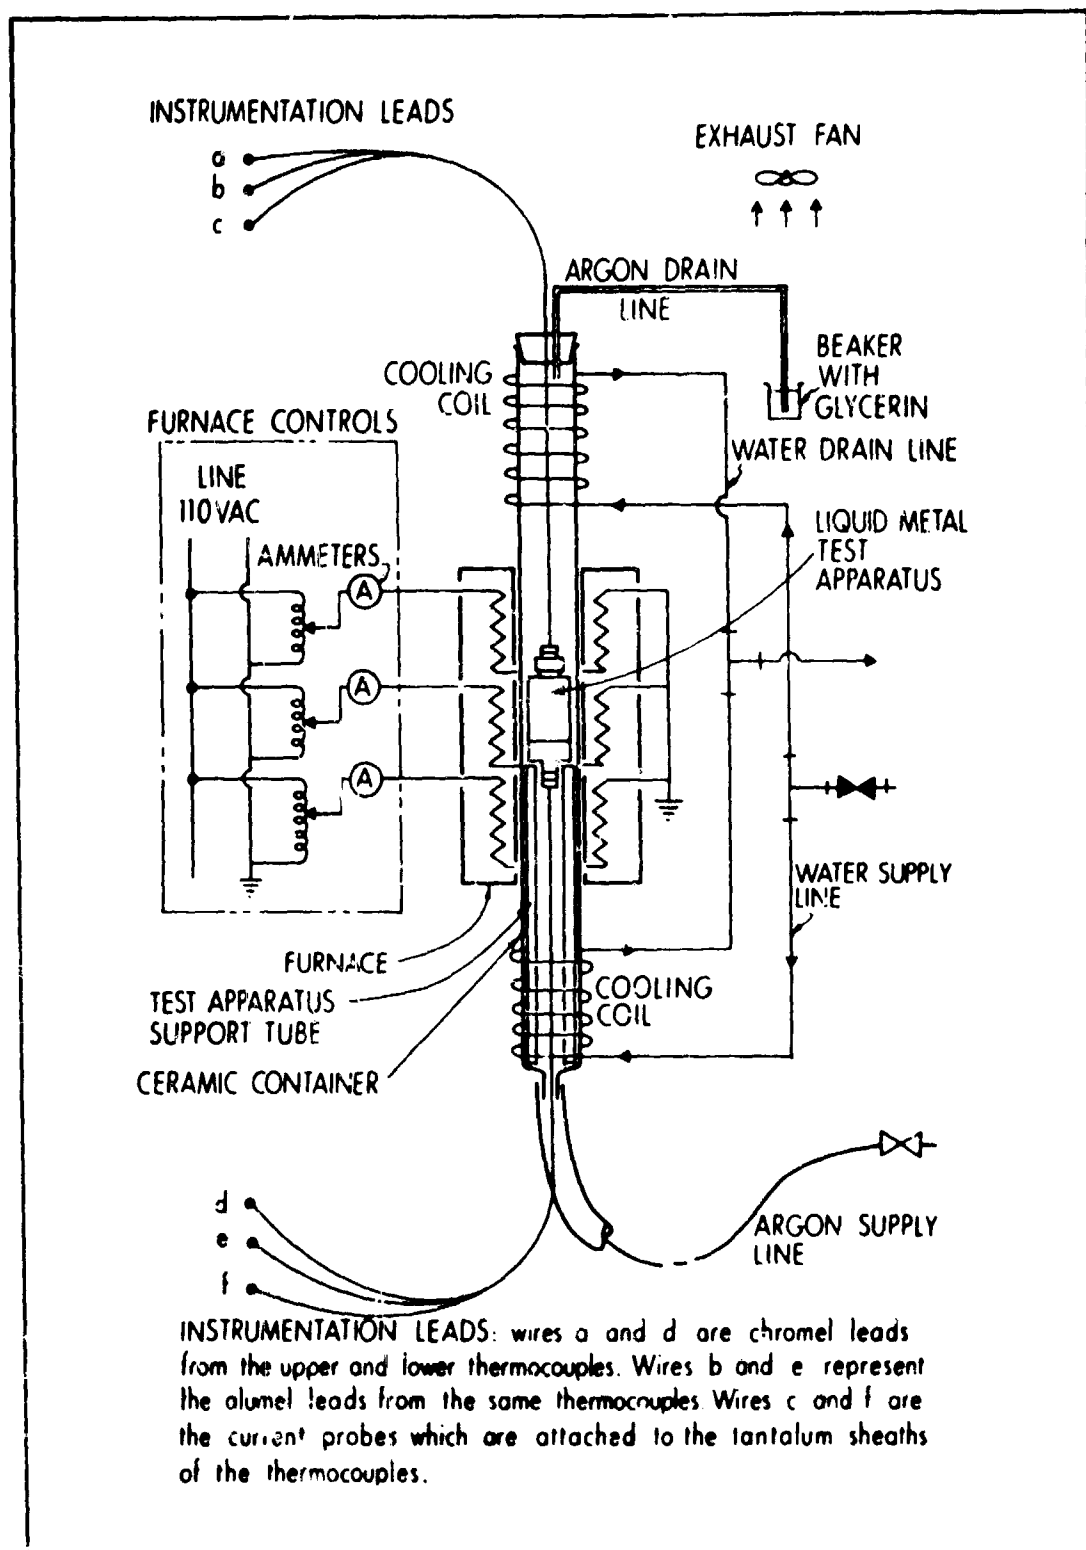 INSTRUMENTATION LEADS
a
b
c
EXHAUST FAN
ARGON DRAIN
LINE
BEAKER
WITH
GLYCERIN
COOLING
COIL
FURNACE CONTROLS
WATER DRAIN LINE
LINE
110 VAC
LIQUID METAL
TEST
APPARATUS
AMMETERS
A
A
A
WATER SUPPLY
LINE
FURNACE
TEST APPARATUS
SUPPORT TUBE
COOLING
COIL
CERAMIC CONTAINER
d
e
f
ARGON SUPPLY
LINE
INSTRUMENTATION LEADS: wires a and d are chromel leads
from the upper and lower thermocouples. Wires b and e represent
the alumel leads from the same thermocouples. Wires c and f are
the current probes which are attached to the tantalum sheaths
of the thermocouples.